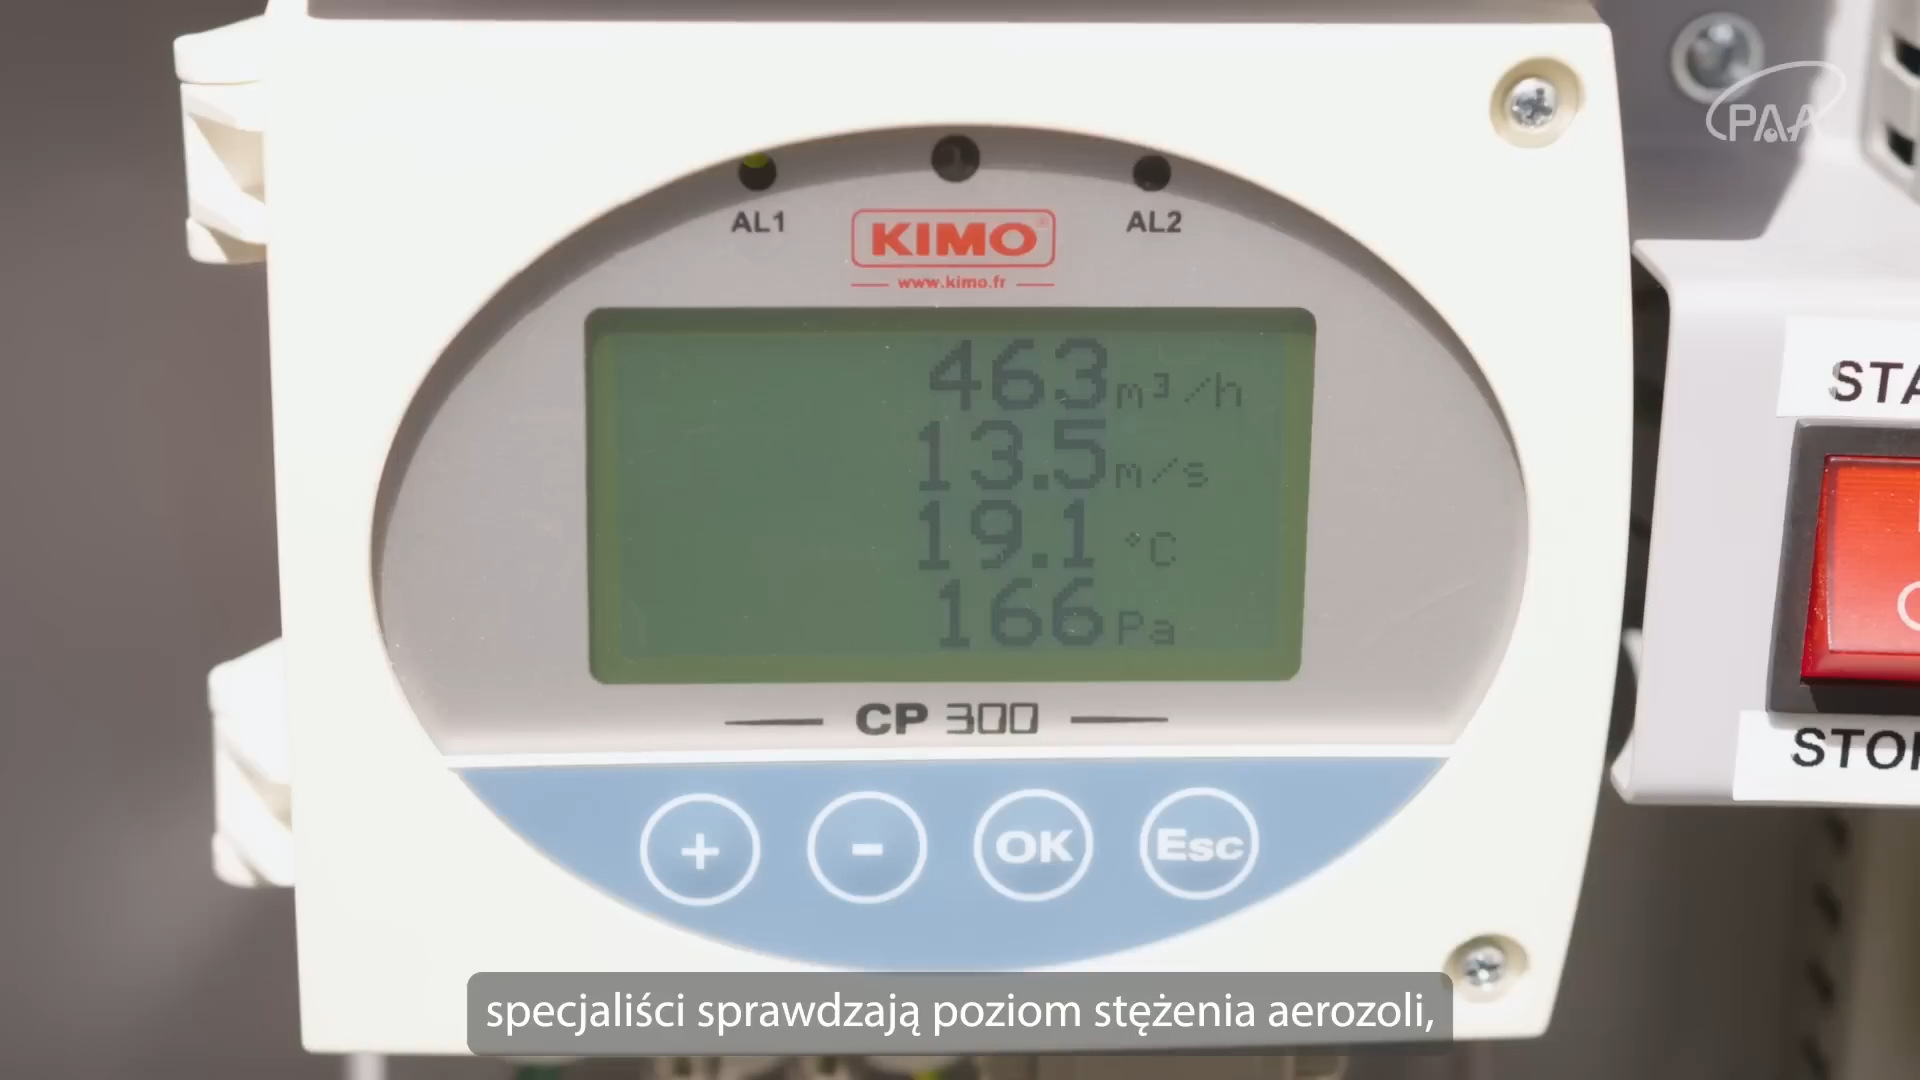 PAA
AL1
AL2
KIMO®
www.kimo.fr
463 m³/h
13.5 m/s
19.1 °C
166 Pa
CP 300
+
-
OK
Esc
STA
STOP
specjaliści sprawdzają poziom stężenia aerozoli,